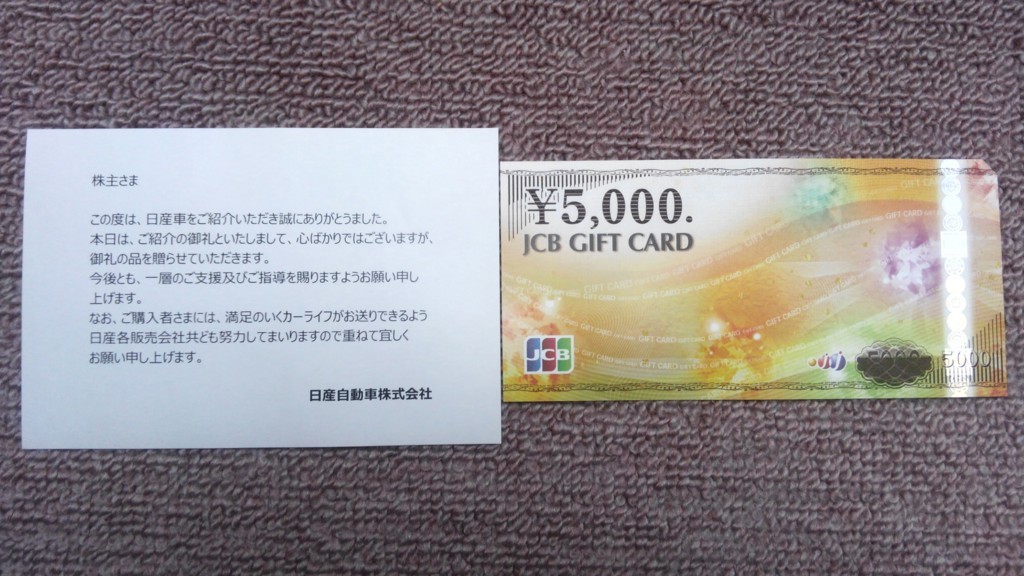 株主さま
この度は、日産車をご紹介いただき誠にありがとうました。
本日は、ご紹介の御礼といたしまして、心ばかりではございますが、
御礼の品を贈らせていただきます。
今後とも、一層のご支援及びご指導を賜りますようお願い申し
上げます。
なお、ご購入者さまには、満足のいくカーライフがお送りできるよう
日産各販売会社共ども努力してまいりますので重ねて宜しく
お願い申し上げます。
日産自動車株式会社
¥5,000.
JCB GIFT CARD
JCB
5000
5000